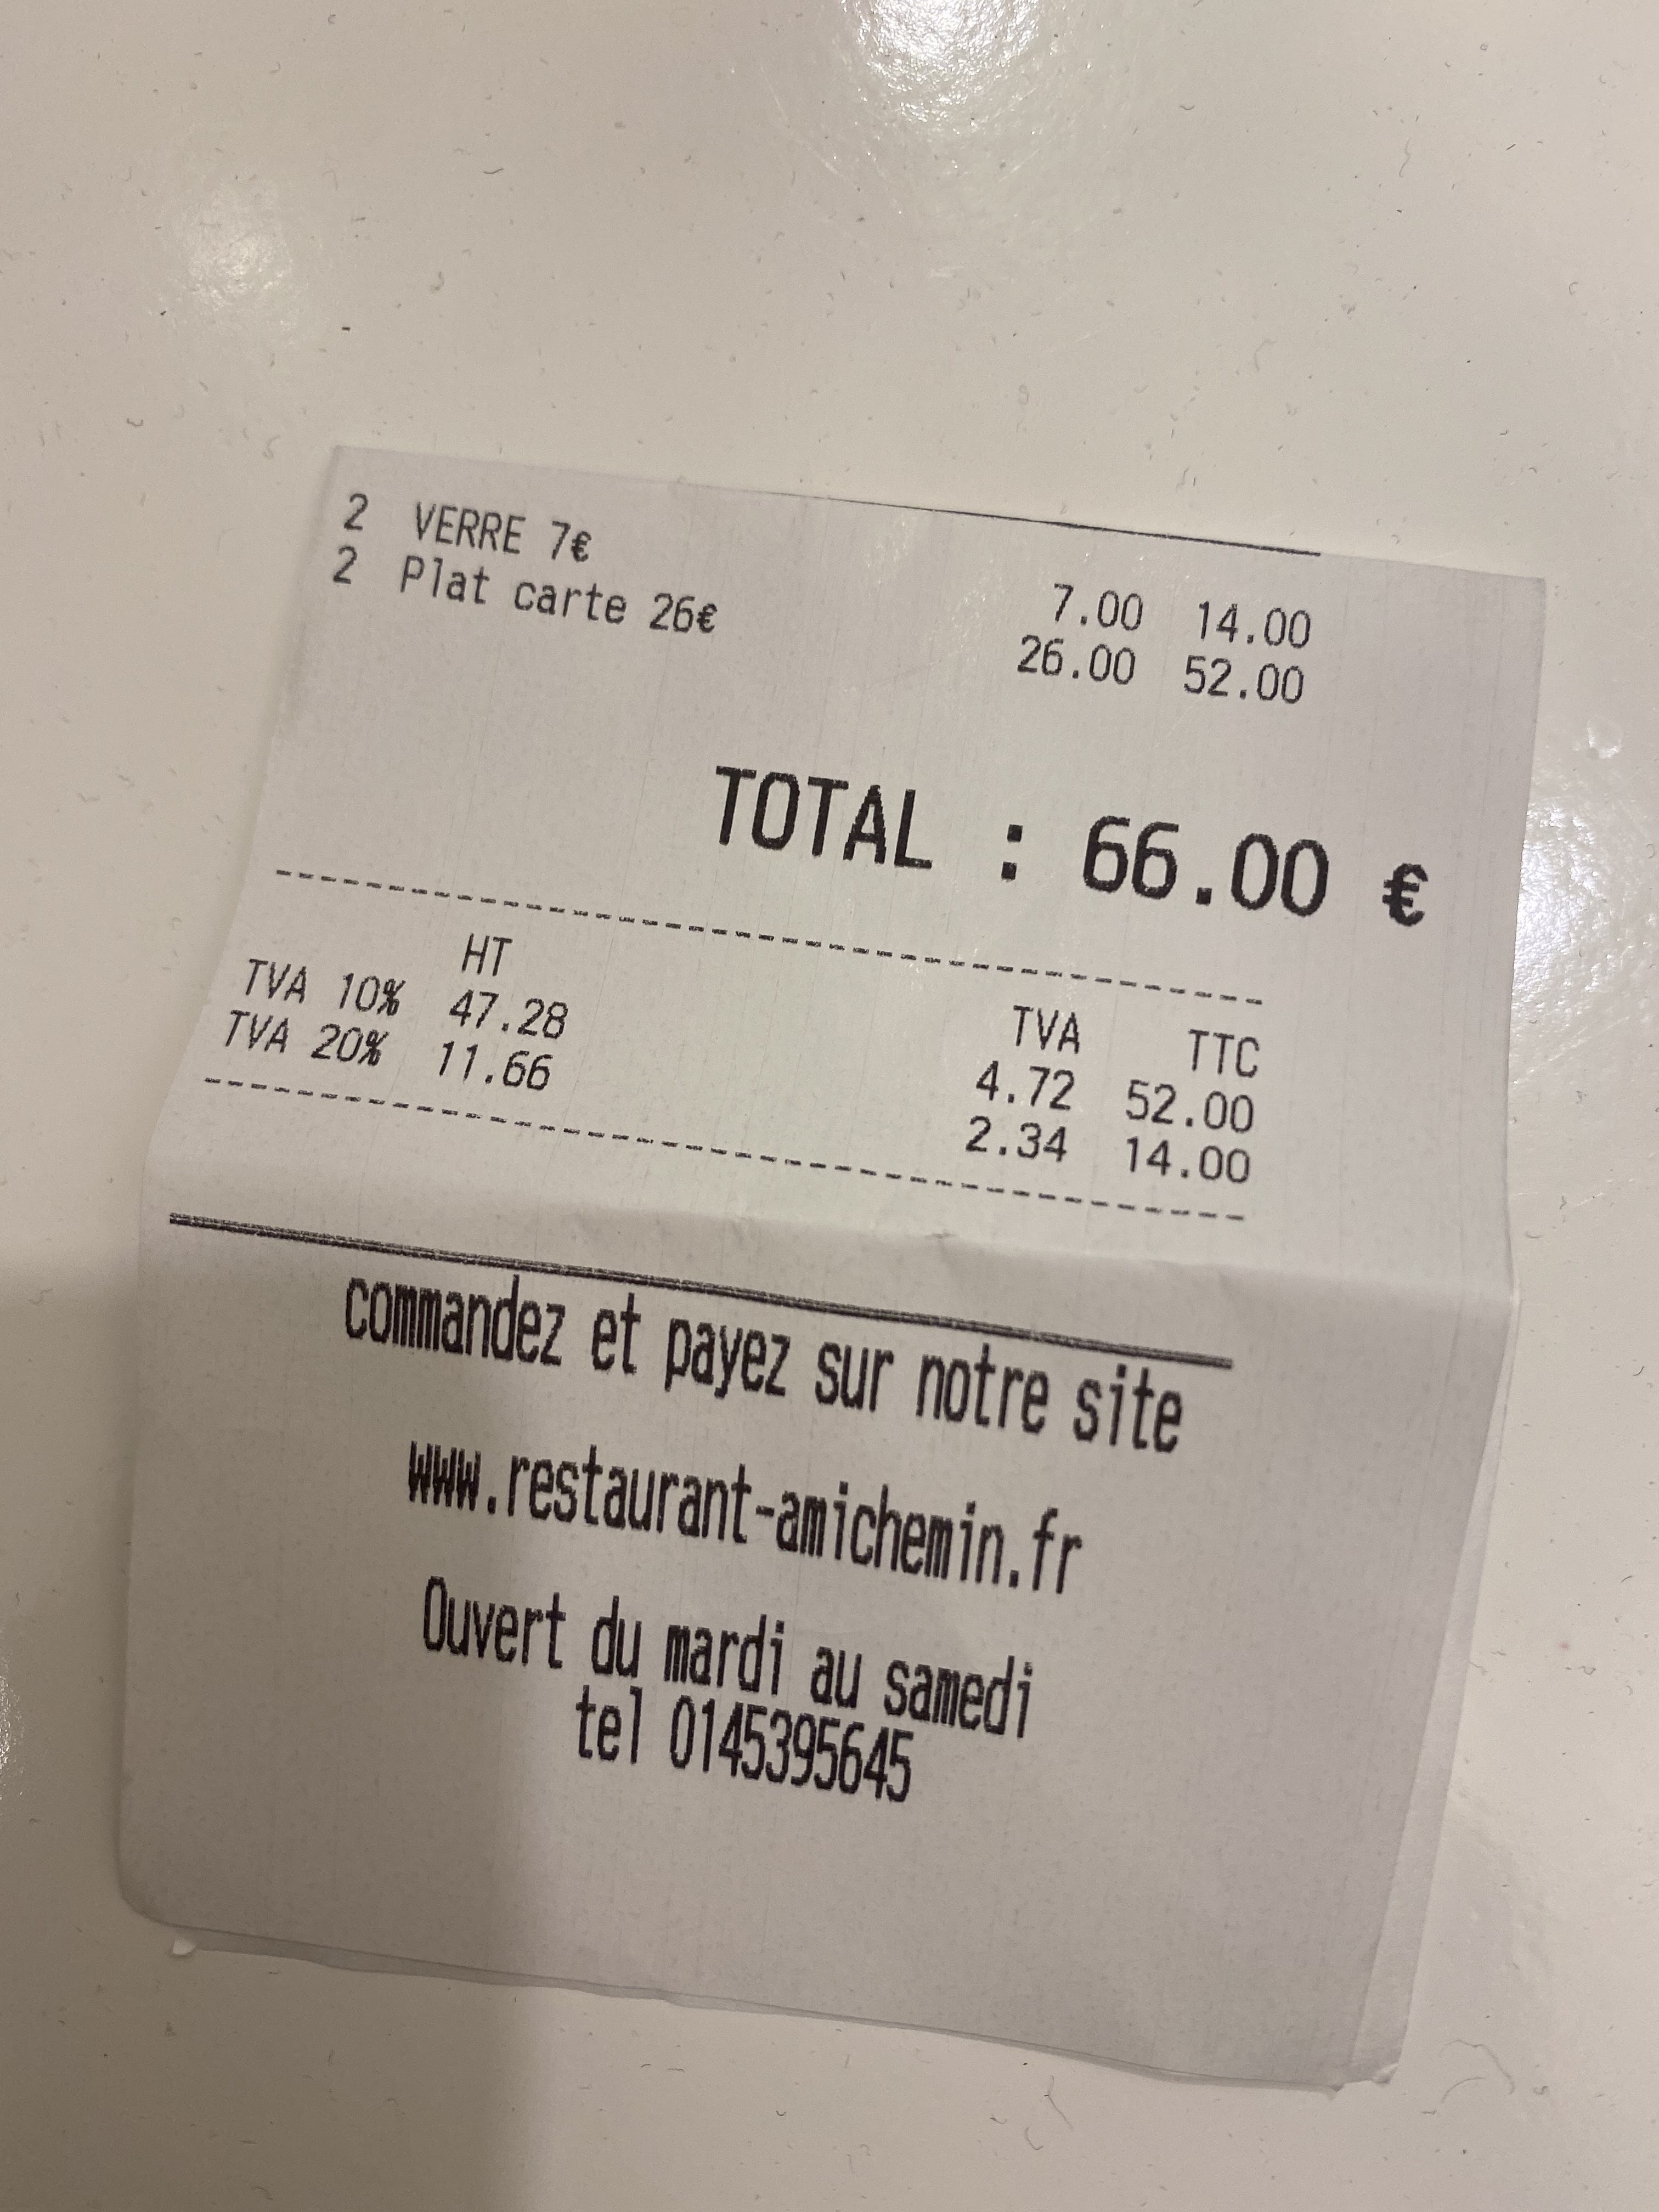 2 VERRE 7€ 7.00 14.00
2 Plat carte 26€ 26.00 52.00
TOTAL : 66.00 €
HT TVA TTC
TVA 10% 47.28 4.72 52.00
TVA 20% 11.66 2.34 14.00
commandez et payez sur notre site
www.restaurant-amichemin.fr
Ouvert du mardi au samedi
tel 0145395645